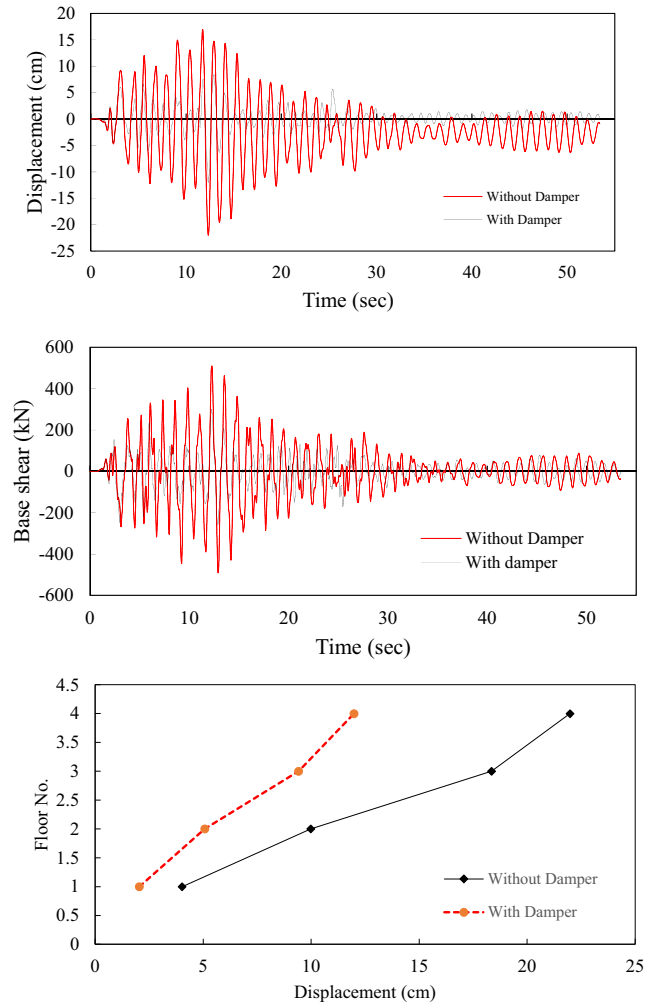 20
15
10
5
0
-5
-10
-15
-20
-25
Displacement (cm)
Without Damper
With Damper
0 10 20 30 40 50
Time (sec)
600
400
200
0
-200
-400
-600
Base shear (kN)
Without Damper
With damper
0 10 20 30 40 50
Time (sec)
4.5
4
3.5
3
2.5
2
1.5
1
0.5
0
Floor No.
Without Damper
With Damper
0 5 10 15 20 25
Displacement (cm)